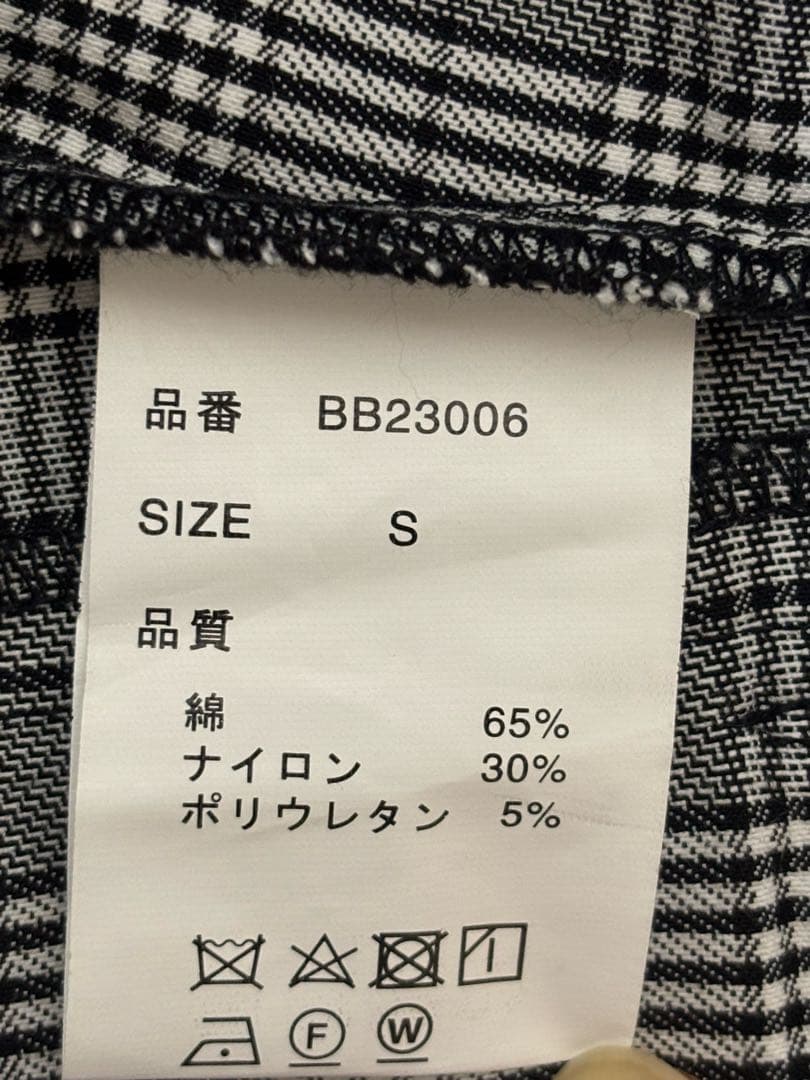 品番 BB23006
SIZE S
品質
綿 65%
ナイロン 30%
ポリウレタン 5%
F W